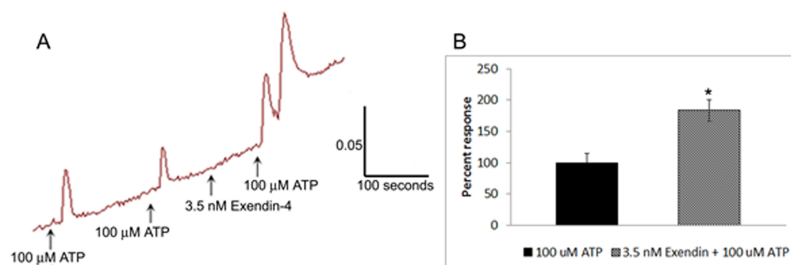 A
100 µM ATP
100 µM ATP
3.5 nM Exendin-4
100 µM ATP
0.05
100 seconds
B
250
200
150
100
50
0
Percent response
*
100 uM ATP
3.5 nM Exendin + 100 uM ATP